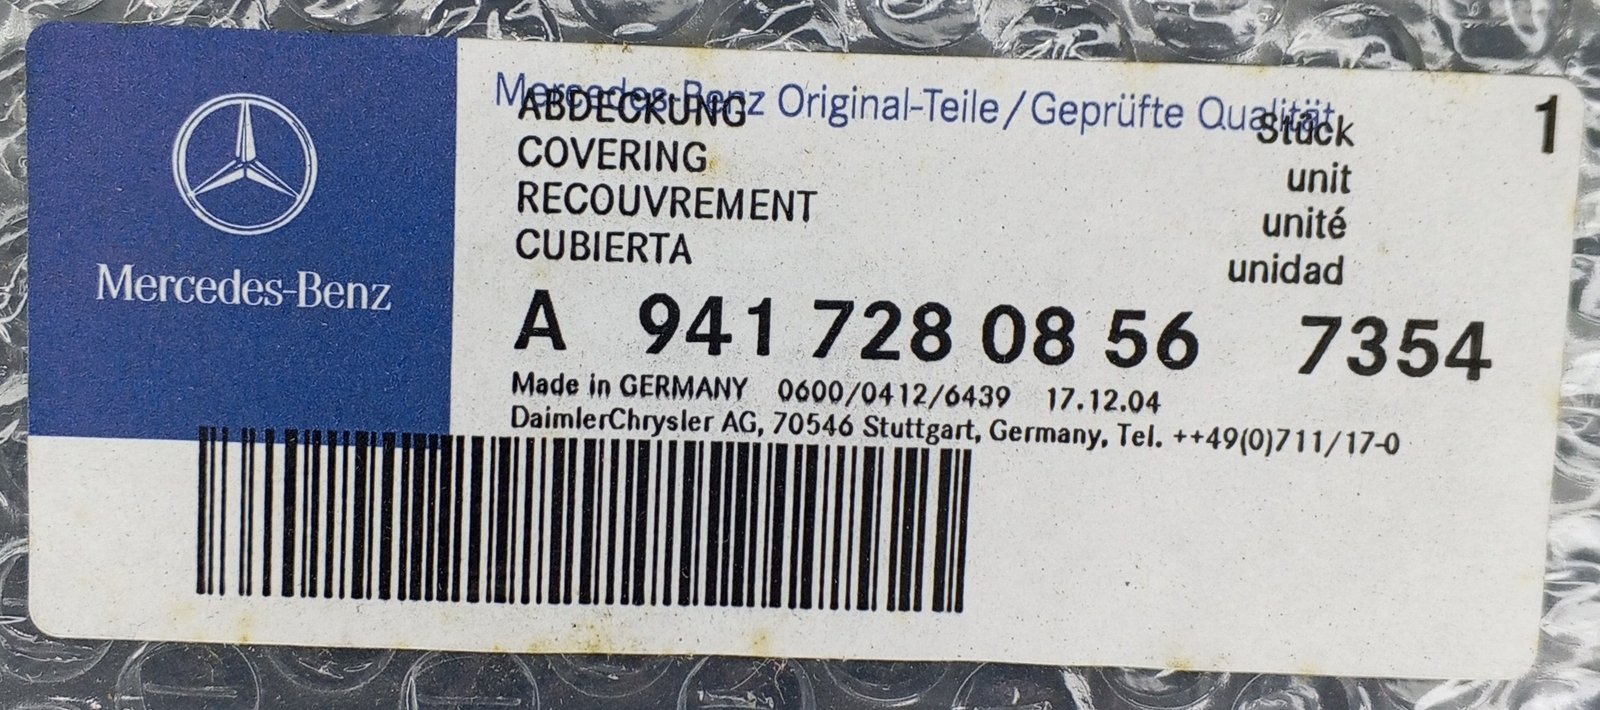 Mercedes-Benz
Mercedes-Benz Original-Teile/Geprüfte Qualität
ABDECKUNG Stück 1
COVERING unit
RECOUVREMENT unité
CUBIERTA unidad
A 941 728 08 56 7354
Made in GERMANY 0600/0412/6439 17.12.04
DaimlerChrysler AG, 70546 Stuttgart, Germany, Tel. ++49(0)711/17-0